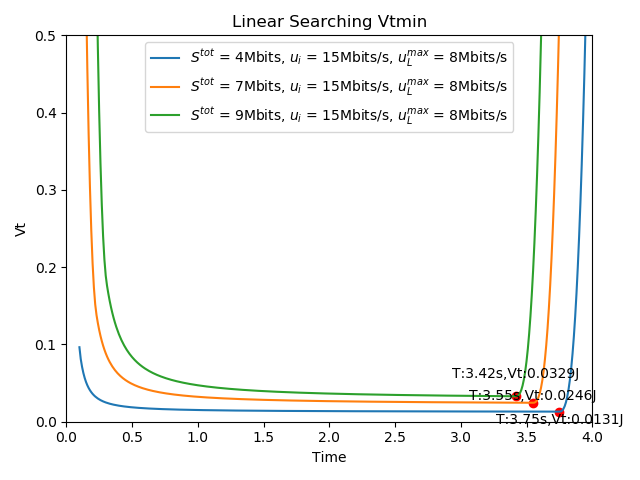 Linear Searching Vtmin
S^tot = 4Mbits, u_i = 15Mbits/s, u_L^max = 8Mbits/s
S^tot = 7Mbits, u_i = 15Mbits/s, u_L^max = 8Mbits/s
S^tot = 9Mbits, u_i = 15Mbits/s, u_L^max = 8Mbits/s
Vt
0.5
0.4
0.3
0.2
0.1
0.0
T:3.42s,Vt:0.0329J
T:3.55s,Vt:0.0246J
T:3.75s,Vt:0.0131J
0.0 0.5 1.0 1.5 2.0 2.5 3.0 3.5 4.0
Time